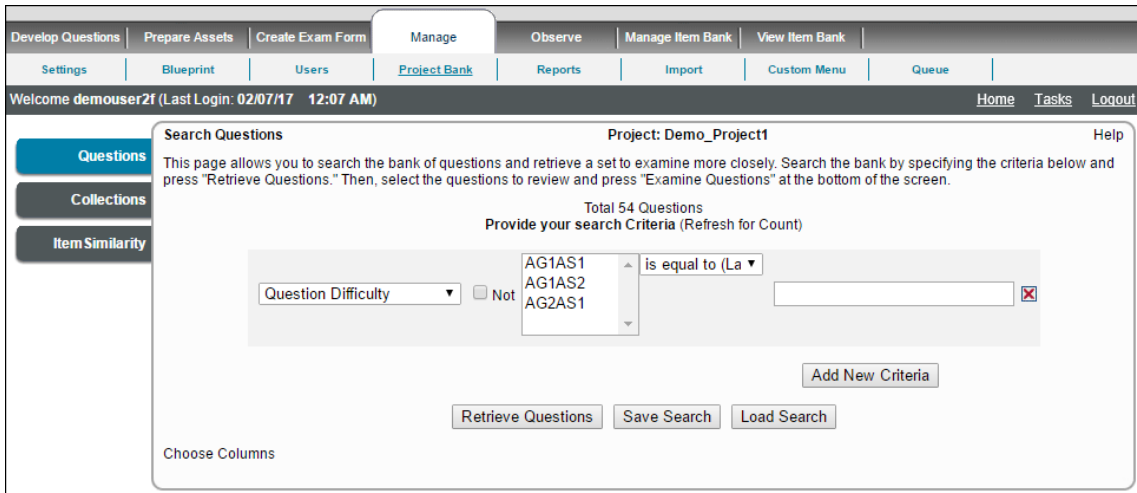 Develop Questions Prepare Assets Create Exam Form Manage Observe Manage Item Bank View Item Bank
Settings Blueprint Users Project Bank Reports Import Custom Menu Queue
Welcome demouser2f (Last Login: 02/07/17 12:07 AM) Home Tasks Logout
Questions
Collections
Item Similarity
Search Questions Project: Demo_Project1 Help
This page allows you to search the bank of questions and retrieve a set to examine more closely. Search the bank by specifying the criteria below and
press "Retrieve Questions." Then, select the questions to review and press "Examine Questions" at the bottom of the screen.
Total 54 Questions
Provide your search Criteria (Refresh for Count)
Question Difficulty Not
AG1AS1
AG1AS2
AG2AS1
is equal to (La
Add New Criteria
Retrieve Questions Save Search Load Search
Choose Columns